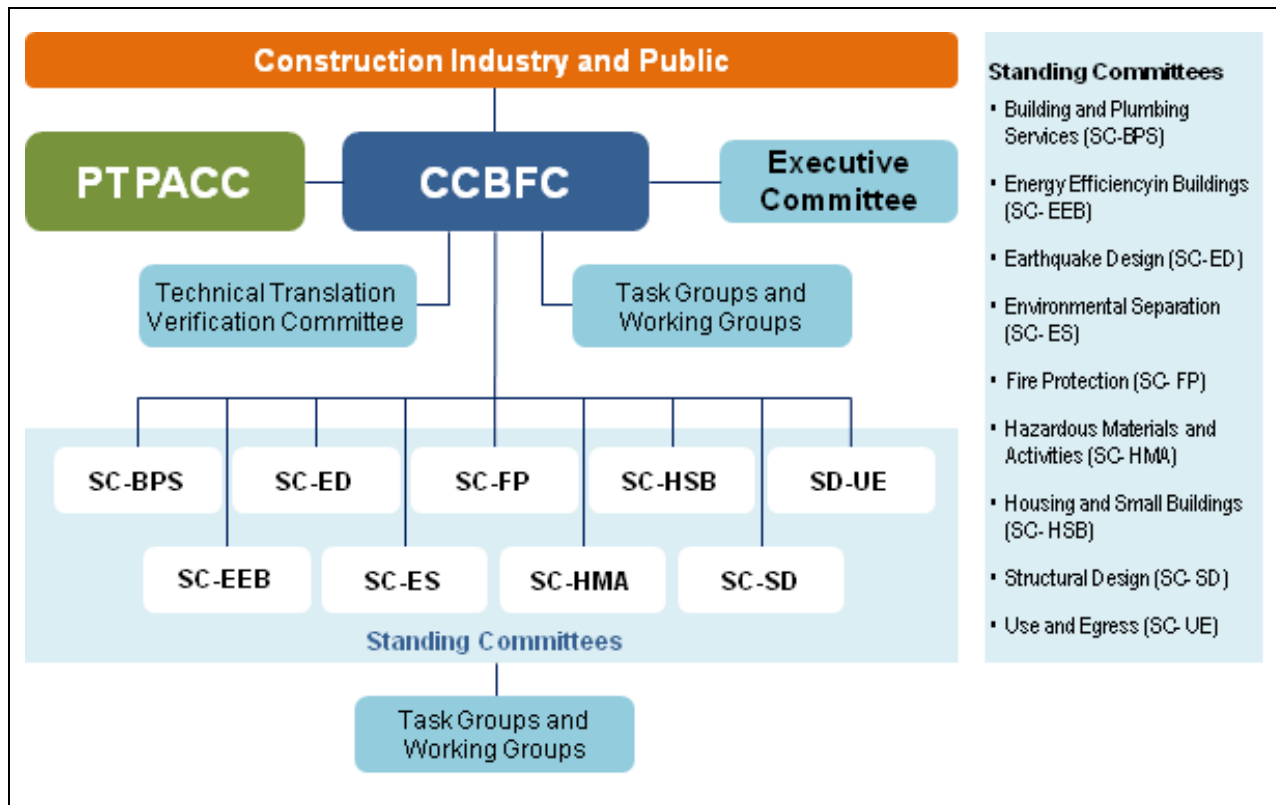 Construction Industry and Public
PTPACC
CCBFC
Executive
Committee
Technical Translation
Verification Committee
Task Groups and
Working Groups
SC-BPS
SC-ED
SC-FP
SC-HSB
SD-UE
SC-EEB
SC-ES
SC-HMA
SC-SD
Standing Committees
Task Groups and
Working Groups
Standing Committees
▪ Building and Plumbing
Services (SC-BPS)
▪ Energy Efficiencyin Buildings
(SC- EEB)
▪ Earthquake Design (SC- ED)
▪ Environmental Separation
(SC- ES)
▪ Fire Protection (SC- FP)
▪ Hazardous Materials and
Activities (SC- HMA)
▪ Housing and Small Buildings
(SC- HSB)
▪ Structural Design (SC- SD)
▪ Use and Egress (SC- UE)